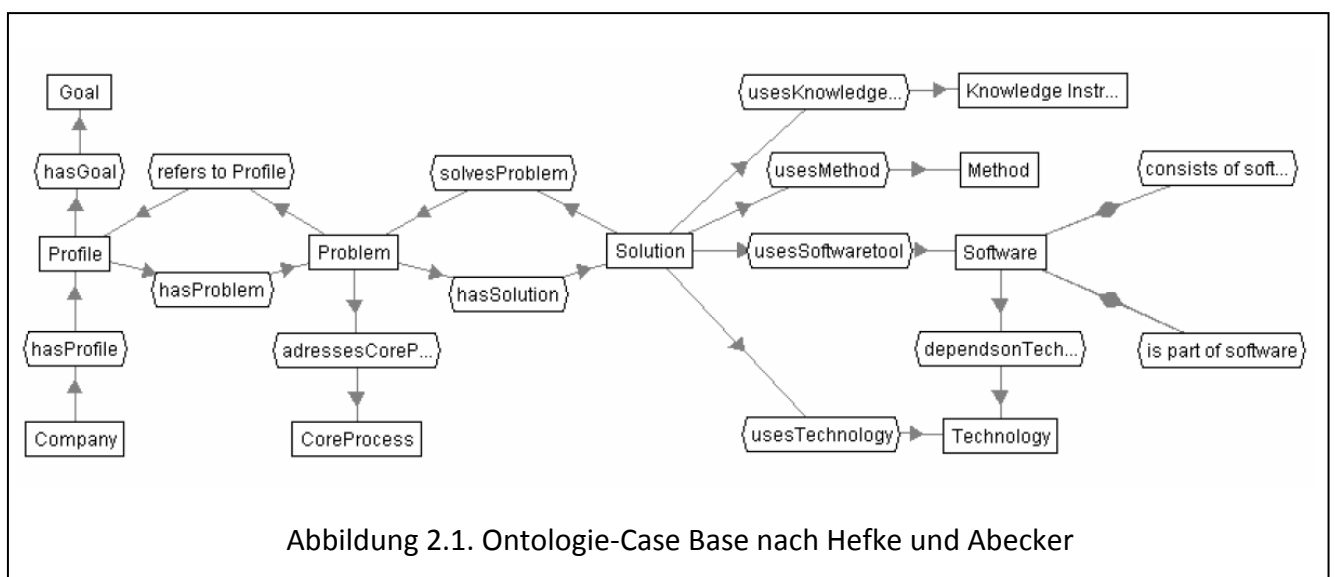 Goal
usesKnowledge...
Knowledge Instr...
hasGoal
refers to Profile
solvesProblem
usesMethod
Method
consists of soft...
Profile
Problem
Solution
usesSoftwaretool
Software
hasProblem
hasSolution
hasProfile
adressesCoreP...
dependsonTech...
is part of software
Company
CoreProcess
usesTechnology
Technology
Abbildung 2.1. Ontologie-Case Base nach Hefke und Abecker